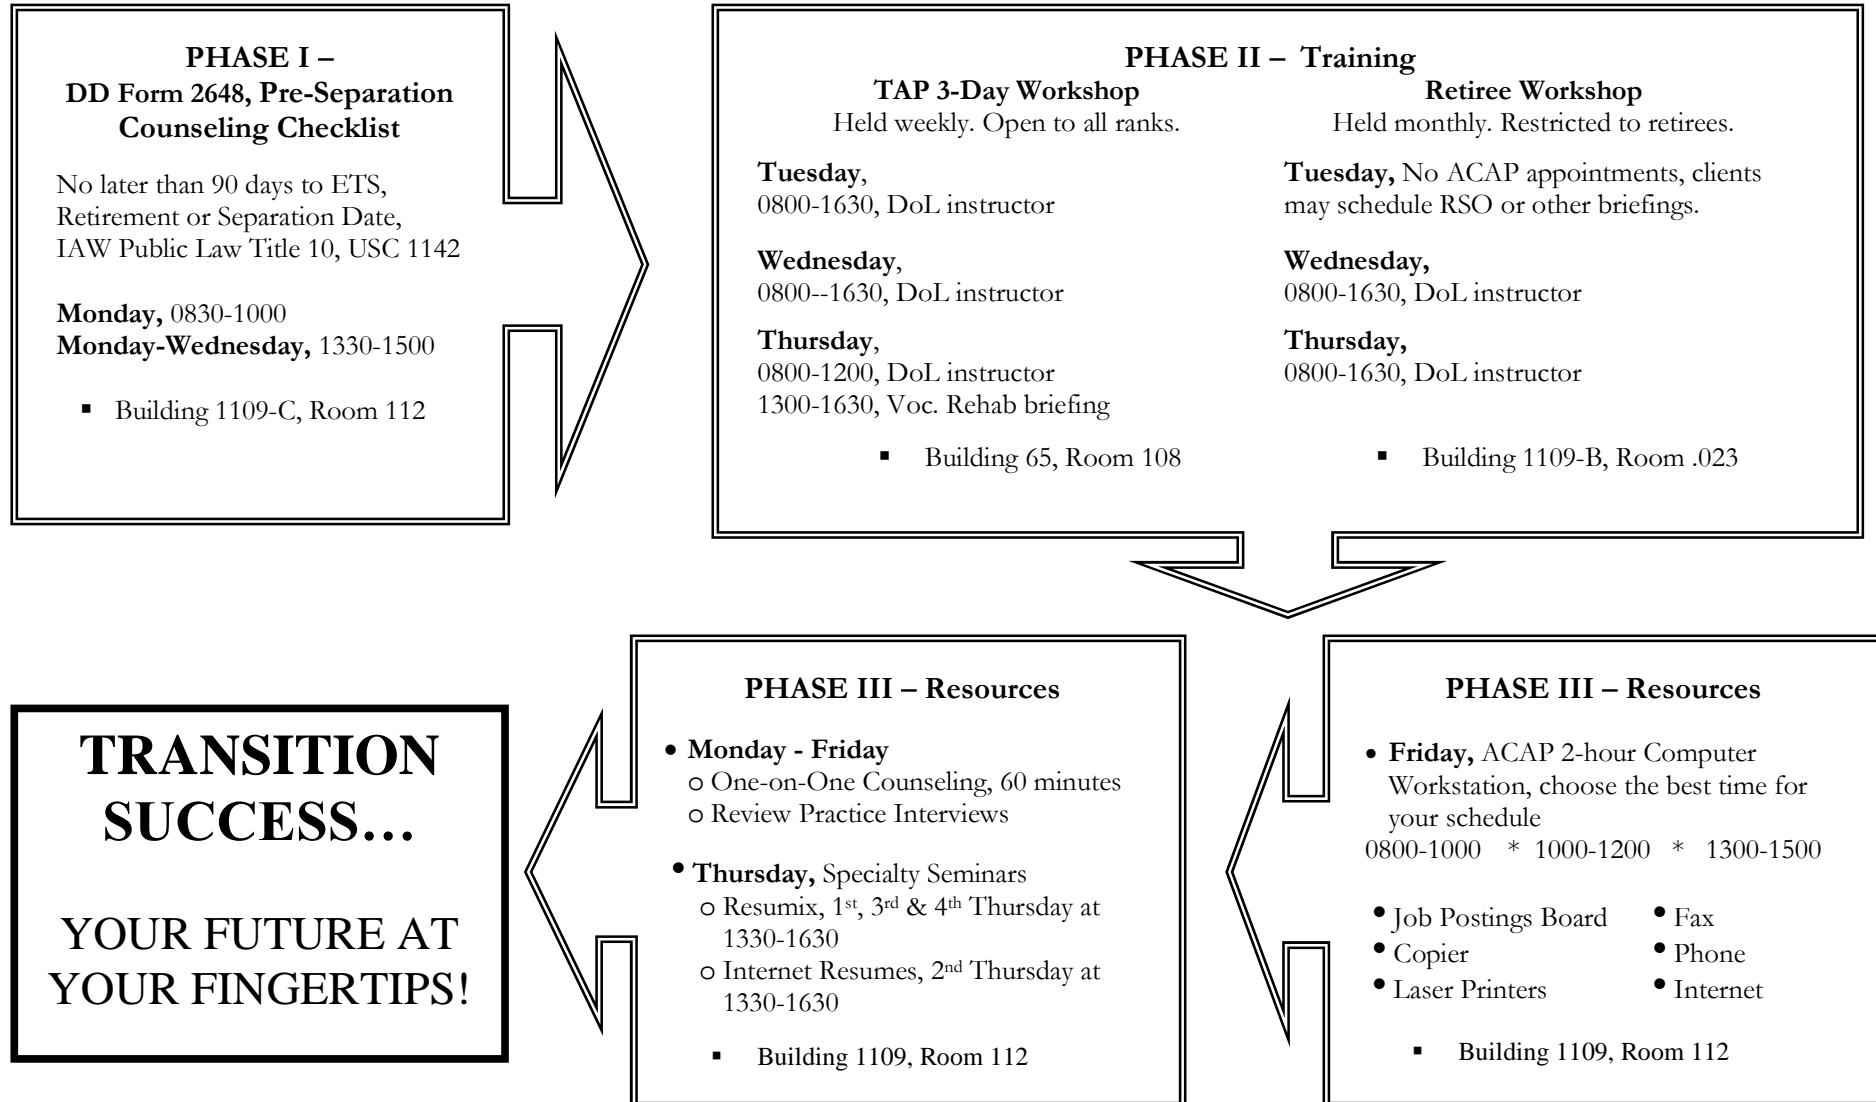 PHASE I –
DD Form 2648, Pre-Separation
Counseling Checklist
No later than 90 days to ETS,
Retirement or Separation Date,
IAW Public Law Title 10, USC 1142
Monday, 0830-1000
Monday-Wednesday, 1330-1500
▪ Building 1109-C, Room 112
PHASE II – Training
TAP 3-Day Workshop
Held weekly. Open to all ranks.
Tuesday,
0800-1630, DoL instructor
Wednesday,
0800--1630, DoL instructor
Thursday,
0800-1200, DoL instructor
1300-1630, Voc. Rehab briefing
▪ Building 65, Room 108
Retiree Workshop
Held monthly. Restricted to retirees.
Tuesday, No ACAP appointments, clients
may schedule RSO or other briefings.
Wednesday,
0800-1630, DoL instructor
Thursday,
0800-1630, DoL instructor
▪ Building 1109-B, Room .023
PHASE III – Resources
• Friday, ACAP 2-hour Computer
Workstation, choose the best time for
your schedule
0800-1000 * 1000-1200 * 1300-1500
• Job Postings Board • Fax
• Copier • Phone
• Laser Printers • Internet
▪ Building 1109, Room 112
PHASE III – Resources
• Monday - Friday
o One-on-One Counseling, 60 minutes
o Review Practice Interviews
• Thursday, Specialty Seminars
o Resumix, 1st, 3rd & 4th Thursday at
1330-1630
o Internet Resumes, 2nd Thursday at
1330-1630
▪ Building 1109, Room 112
TRANSITION
SUCCESS…
YOUR FUTURE AT
YOUR FINGERTIPS!